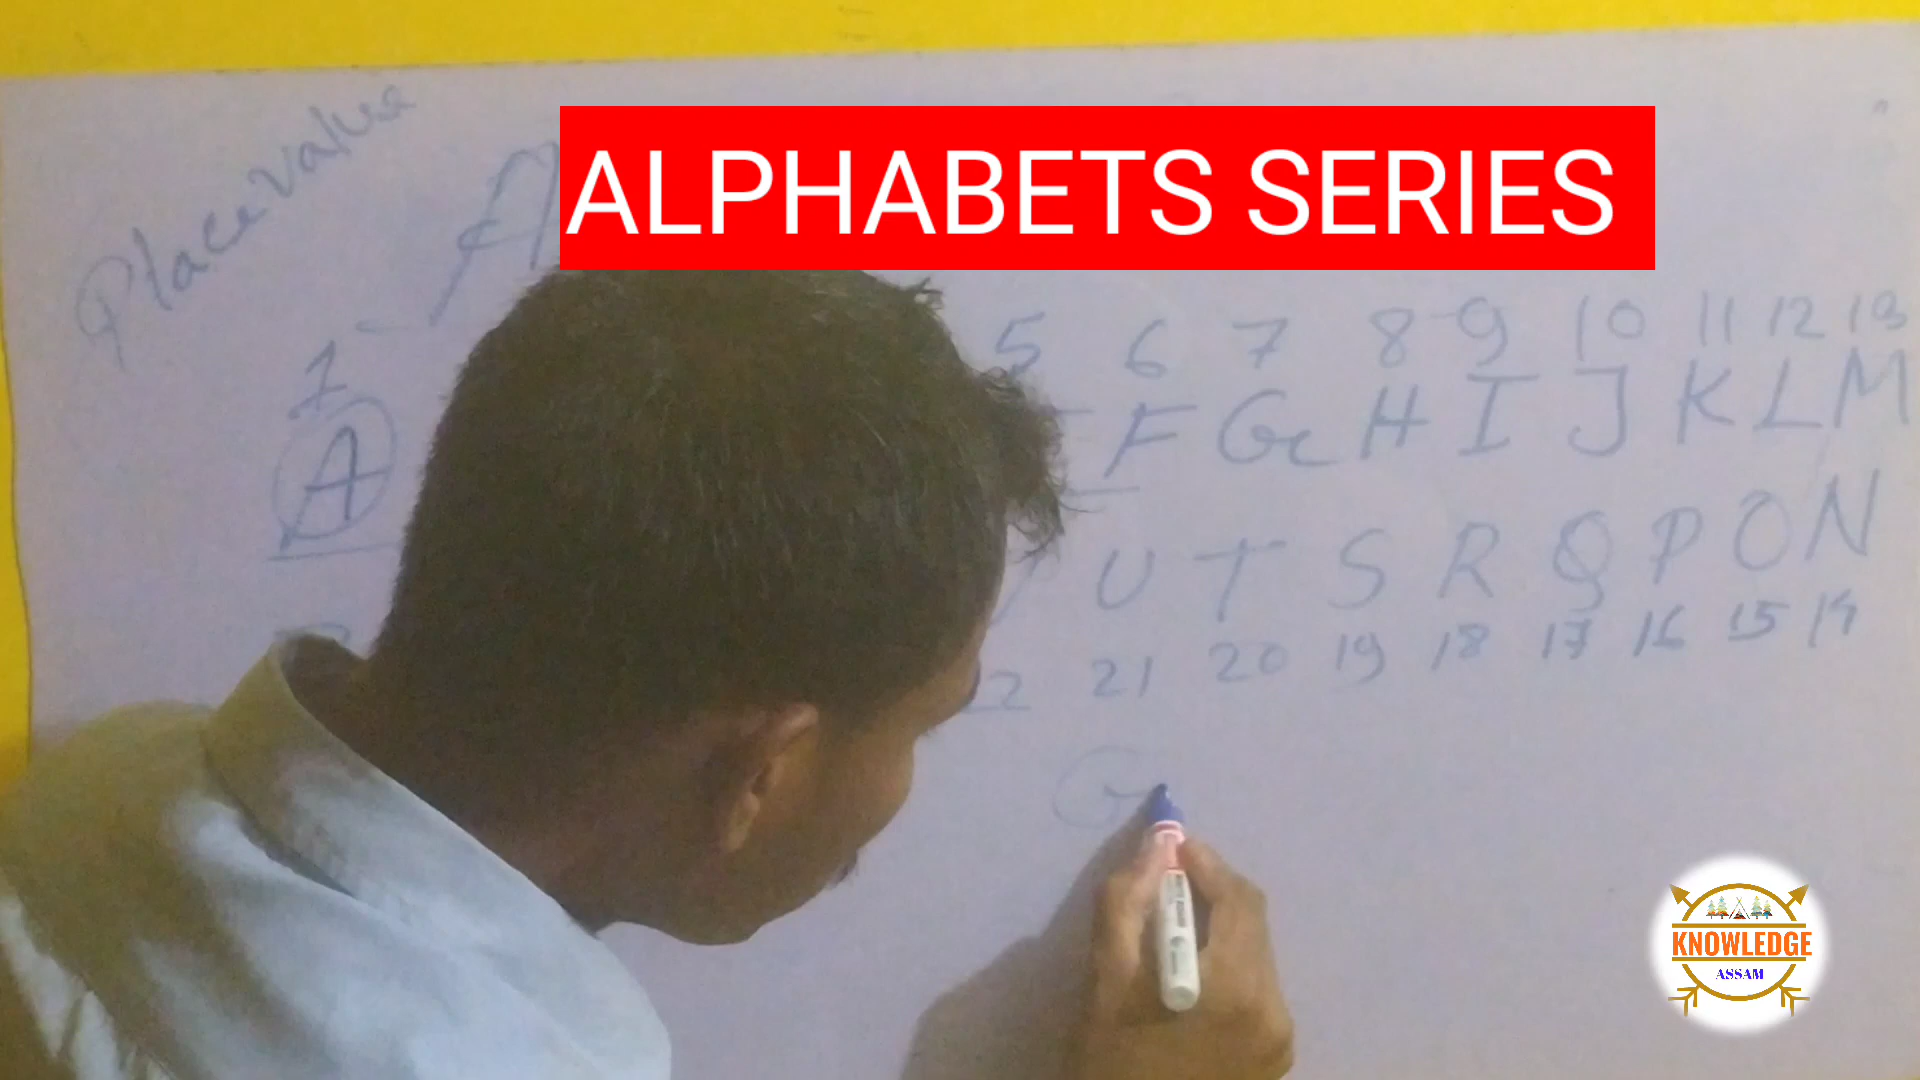 ALPHABETS SERIES
Place value
1 5 6 7 8 9 10 11 12 13
A F G H I J K L M
U T S R Q P O N
21 20 19 18 17 16 15 14
G
KNOWLEDGE
ASSAM